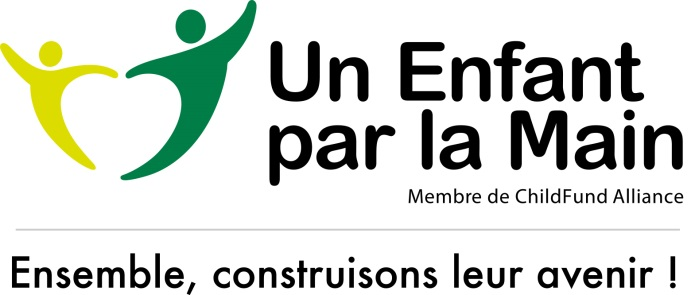 Un Enfant
par la Main
Membre de ChildFund Alliance
Ensemble, construisons leur avenir !